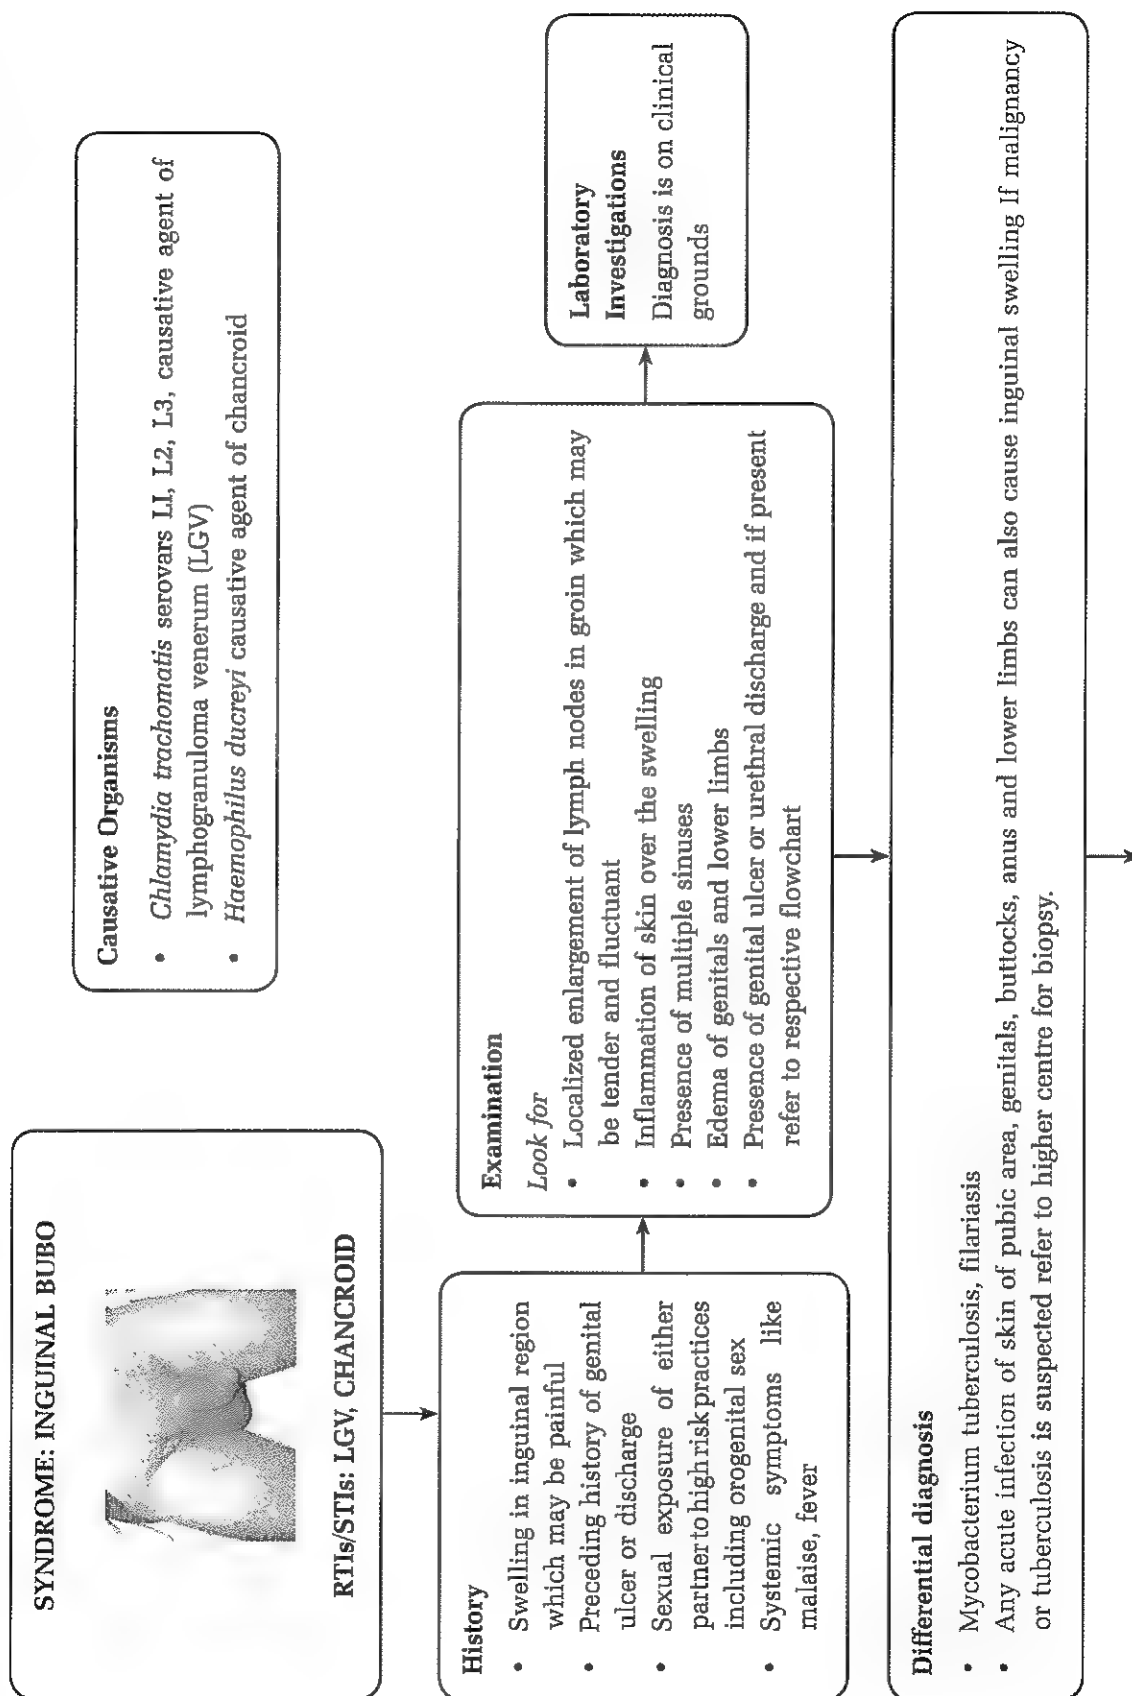 SYNDROME: INGUINAL BUBO
RTIs/STIs: LGV, CHANCROID
Causative Organisms
• Chlamydia trachomatis serovars LI, L2, L3, causative agent of
lymphogranuloma venerum (LGV)
• Haemophilus ducreyi causative agent of chancroid
History
• Swelling in inguinal region
which may be painful
• Preceding history of genital
ulcer or discharge
• Sexual exposure of either
partner to high risk practices
including orogenital sex
• Systemic symptoms like
malaise, fever
Examination
Look for
• Localized enlargement of lymph nodes in groin which may
be tender and fluctuant
• Inflammation of skin over the swelling
• Presence of multiple sinuses
• Edema of genitals and lower limbs
• Presence of genital ulcer or urethral discharge and if present
refer to respective flowchart
Laboratory
Investigations
Diagnosis is on clinical
grounds
Differential diagnosis
• Mycobacterium tuberculosis, filariasis
• Any acute infection of skin of pubic area, genitals, buttocks, anus and lower limbs can also cause inguinal swelling If malignancy
or tuberculosis is suspected refer to higher centre for biopsy.